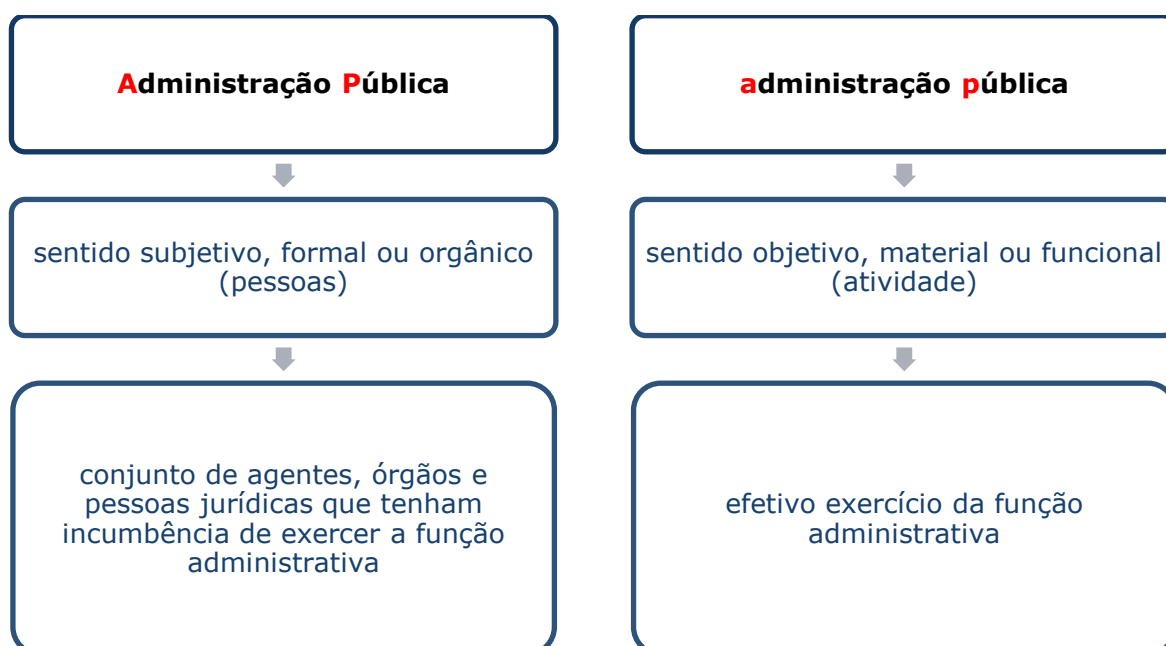 Administração Pública
sentido subjetivo, formal ou orgânico
(pessoas)
conjunto de agentes, órgãos e
pessoas jurídicas que tenham
incumbência de exercer a função
administrativa
administração pública
sentido objetivo, material ou funcional
(atividade)
efetivo exercício da função
administrativa